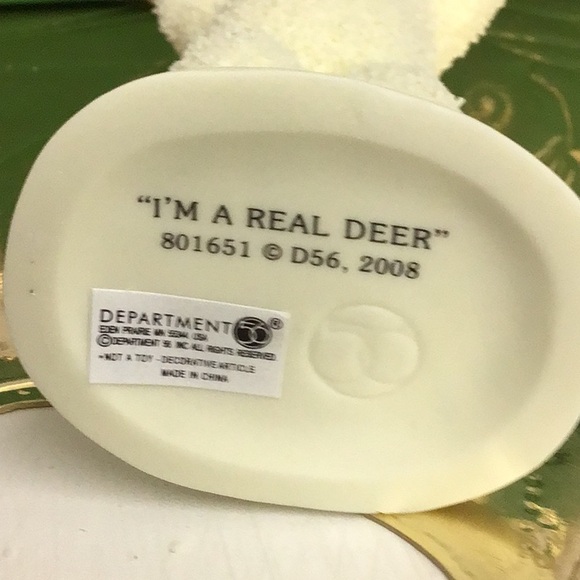 “I'M A REAL DEER”
801651 © D56, 2008
DEPARTMENT 56®
EDEN PRAIRIE MN 55344 USA
©DEPARTMENT 56, INC. ALL RIGHTS RESERVED
•NOT A TOY - DECORATIVE ARTICLE
MADE IN CHINA